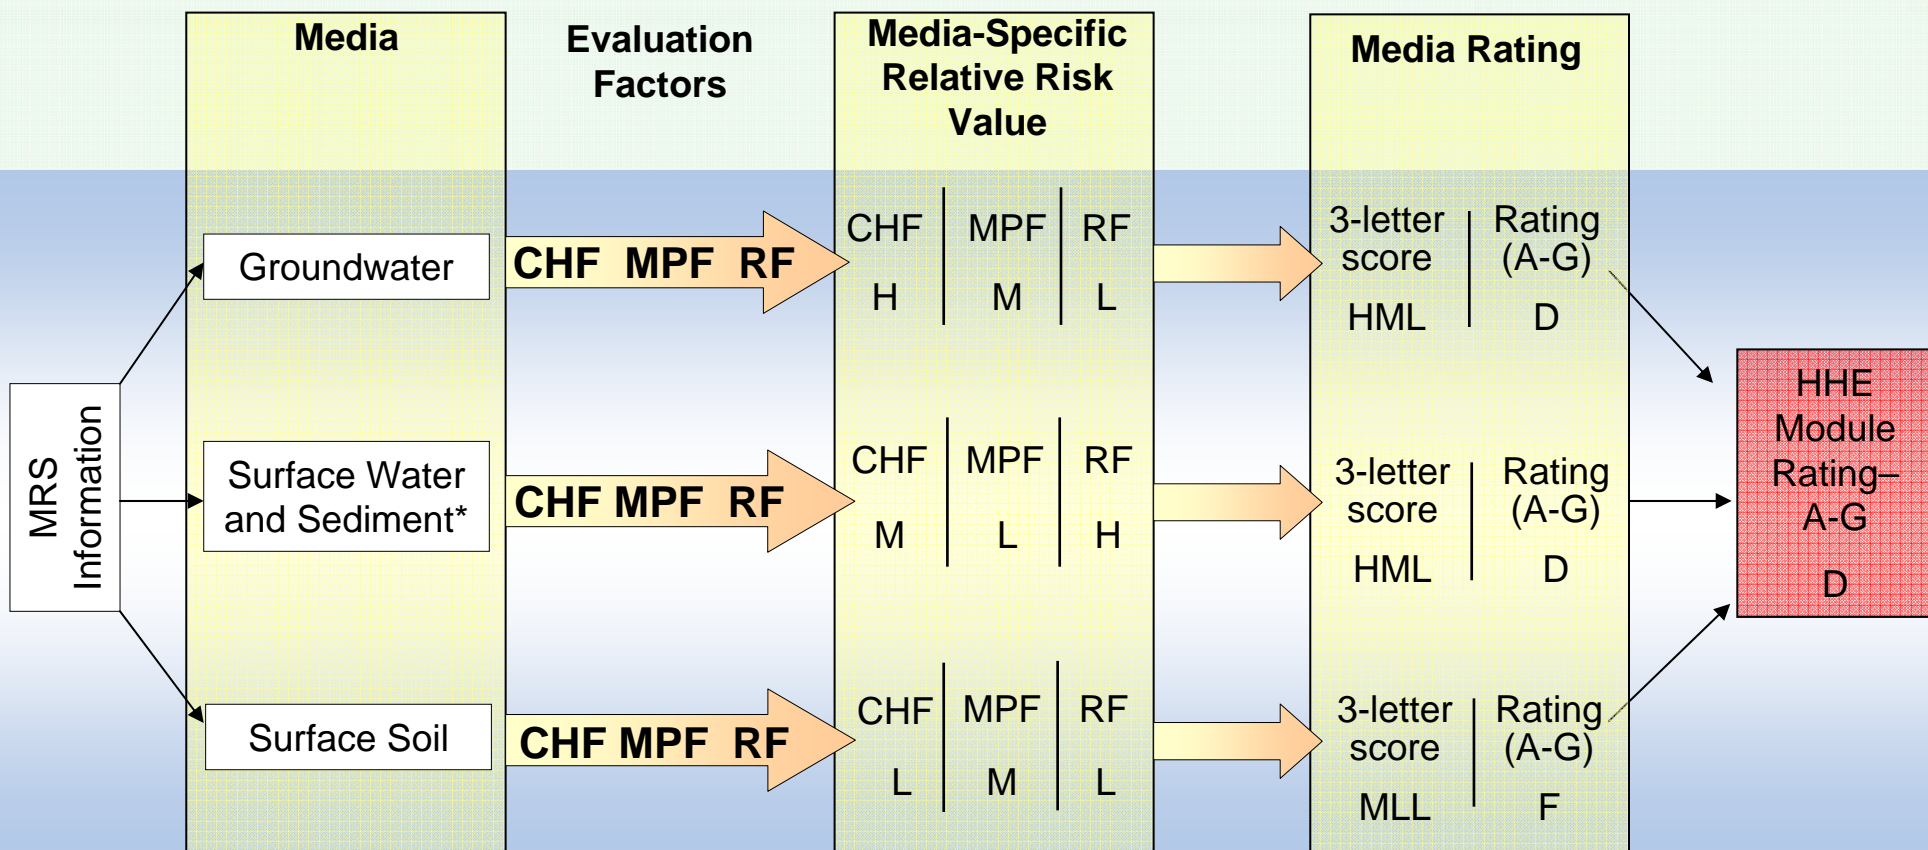 Media
Evaluation
Factors
Media-Specific
Relative Risk
Value
Media Rating
MRS
Information
Groundwater
CHF MPF RF
CHF MPF RF
H M L
3-letter
score
Rating
(A-G)
HML D
Surface Water
and Sediment*
CHF MPF RF
CHF MPF RF
M L H
3-letter
score
Rating
(A-G)
HML D
Surface Soil
CHF MPF RF
CHF MPF RF
L M L
3-letter
score
Rating
(A-G)
MLL F
HHE
Module
Rating–
A-G
D